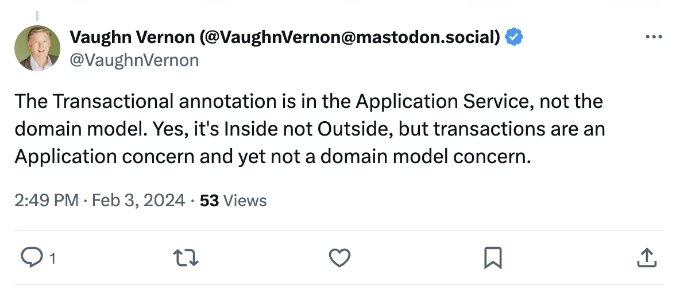 Vaughn Vernon (@VaughnVernon@mastodon.social)
@VaughnVernon
The Transactional annotation is in the Application Service, not the
domain model. Yes, it's Inside not Outside, but transactions are an
Application concern and yet not a domain model concern.
2:49 PM · Feb 3, 2024 · 53 Views
1